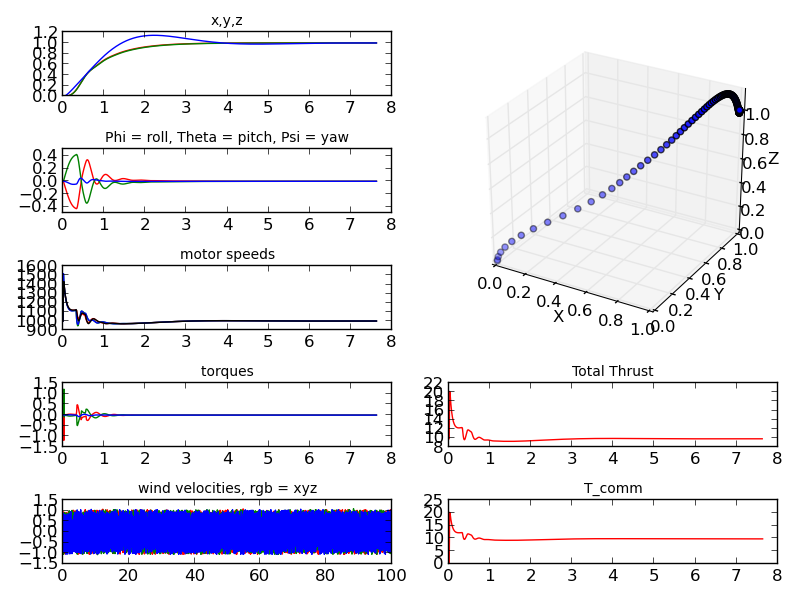 x,y,z
1.2
1.0
0.8
0.6
0.4
0.2
0.0
0 1 2 3 4 5 6 7 8
Phi = roll, Theta = pitch, Psi = yaw
0.4
0.2
0.0
−0.2
−0.4
0 1 2 3 4 5 6 7 8
motor speeds
1600
1500
1400
1300
1200
1100
1000
900
0 1 2 3 4 5 6 7 8
torques
1.5
1.0
0.5
0.0
−0.5
−1.0
−1.5
0 1 2 3 4 5 6 7 8
wind velocities, rgb = xyz
1.5
1.0
0.5
0.0
−0.5
−1.0
−1.5
0 20 40 60 80 100
1.0
0.8
Z
0.6
0.4
0.2
0.0
0.0 0.2 0.4 0.6 0.8 1.0
X
0.0 0.2 0.4 0.6 0.8 1.0
Y
Total Thrust
22
20
18
16
14
12
10
8
0 1 2 3 4 5 6 7 8
T_comm
25
20
15
10
5
0
0 1 2 3 4 5 6 7 8